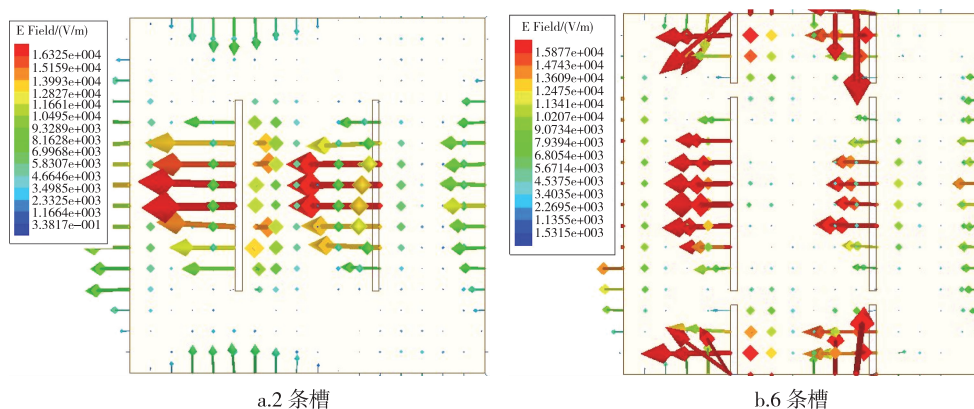 E Field/(V/m)
1.6325e+004
1.5159e+004
1.3993e+004
1.2827e+004
1.1661e+004
1.0495e+004
9.3289e+003
8.1628e+003
6.9968e+003
5.8307e+003
4.6646e+003
3.4985e+003
2.3325e+003
1.1664e+003
3.3817e−001
a.2 条槽
E Field/(V/m)
1.5877e+004
1.4743e+004
1.3609e+004
1.2475e+004
1.1341e+004
1.0207e+004
9.0734e+003
7.9394e+003
6.8054e+003
5.6714e+003
4.5375e+003
3.4035e+003
2.2695e+003
1.1355e+003
1.5315e+003
b.6 条槽